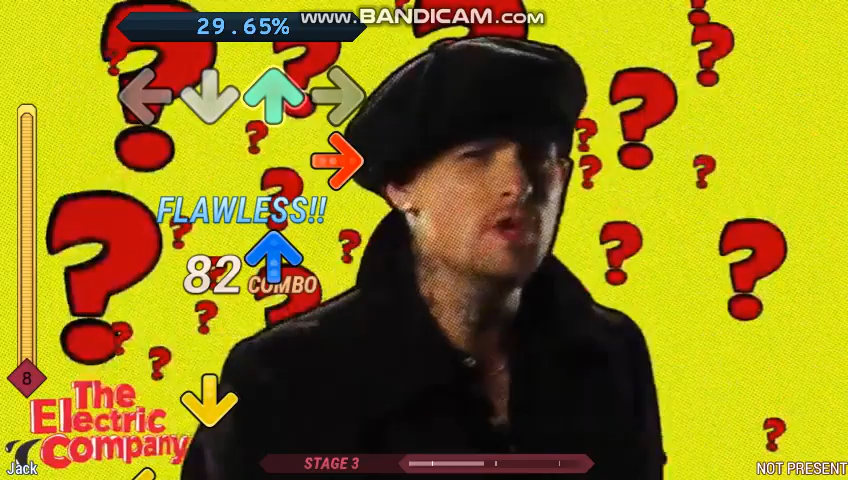 www.BANDICAM.com
29.65%
FLAWLESS!!
82 COMBO
8
The
Electric
Company
Jack
STAGE 3
NOT PRESENT